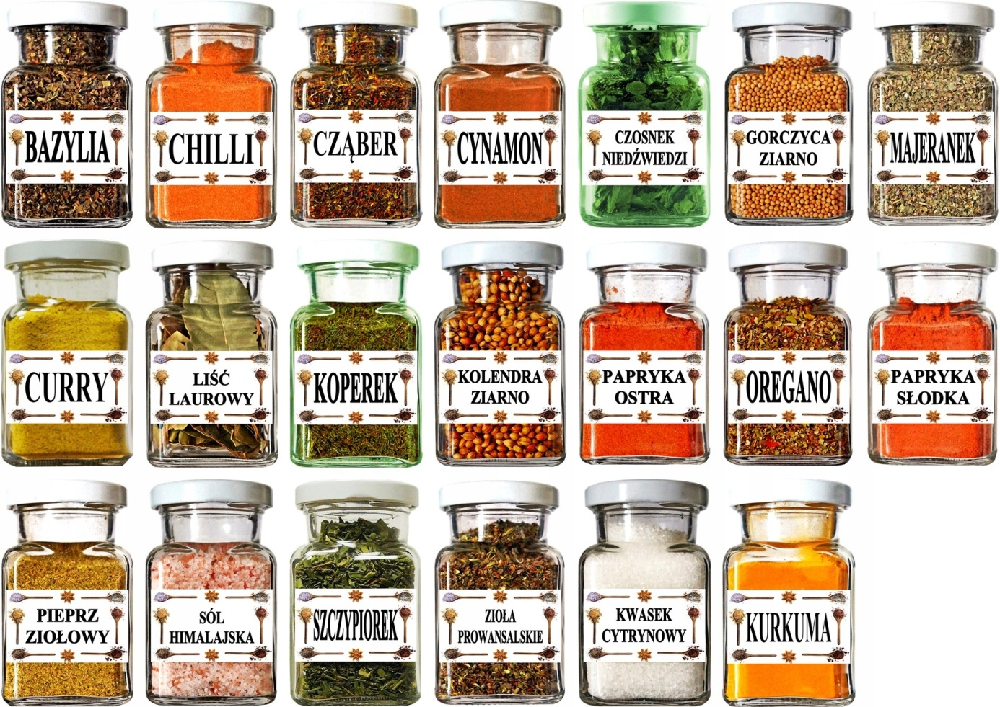 BAZYLIA
CHILLI
CZĄBER
CYNAMON
CZOSNEK
NIEDŹWIEDZI
GORCZYCA
ZIARNO
MAJERANEK
CURRY
LIŚĆ
LAUROWY
KOPEREK
KOLENDRA
ZIARNO
PAPRYKA
OSTRA
OREGANO
PAPRYKA
SŁODKA
PIEPRZ
ZIOŁOWY
SÓL
HIMALAJSKA
SZCZYPIOREK
ZIOŁA
PROWANSALSKIE
KWASEK
CYTRYNOWY
KURKUMA